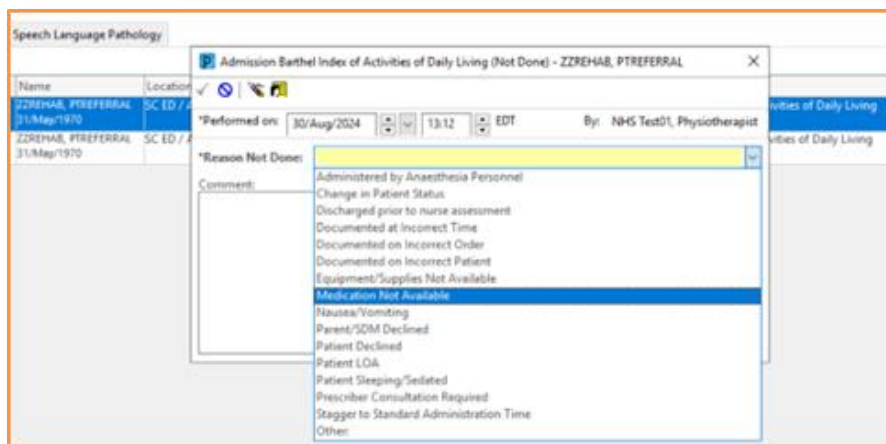 Speech Language Pathology
Admission Barthel Index of Activities of Daily Living (Not Done) - ZZREHAB, PTREFERRAL
Name
Location
ZZREHAB, PTREFERRAL
31/May/1970
SC ED /
ivities of Daily Living
ZZREHAB, PTREFERRAL
31/May/1970
SC ED /
vities of Daily Living
*Performed on: 30/Aug/2024 13:12 EDT By: NHS Test01, Physiotherapist
*Reason Not Done:
Comment:
Administered by Anaesthesia Personnel
Change in Patient Status
Discharged prior to nurse assessment
Documented at Incorrect Time
Documented on Incorrect Order
Documented on Incorrect Patient
Equipment/Supplies Not Available
Medication Not Available
Nausea/Vomiting
Parent/SDM Declined
Patient Declined
Patient LOA
Patient Sleeping/Sedated
Prescriber Consultation Required
Stagger to Standard Administration Time
Other: